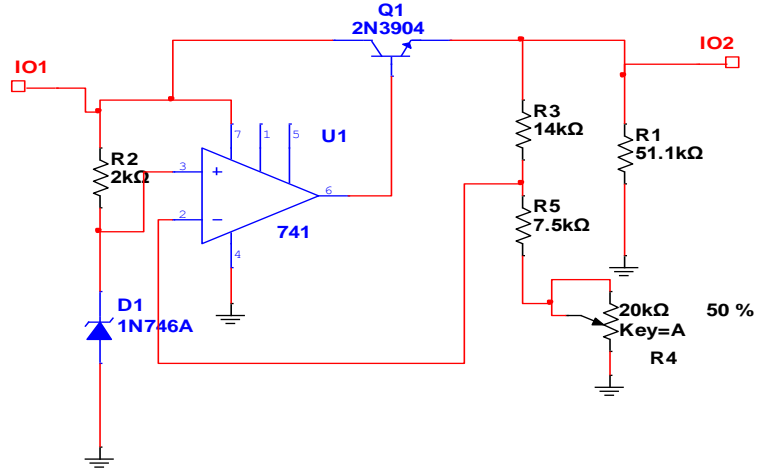 Q1
2N3904
IO1
IO2
7
1
5
U1
R3
14kΩ
R1
51.1kΩ
R2
2kΩ
3
+
6
2
−
741
4
R5
7.5kΩ
D1
1N746A
20kΩ 50 %
Key=A
R4